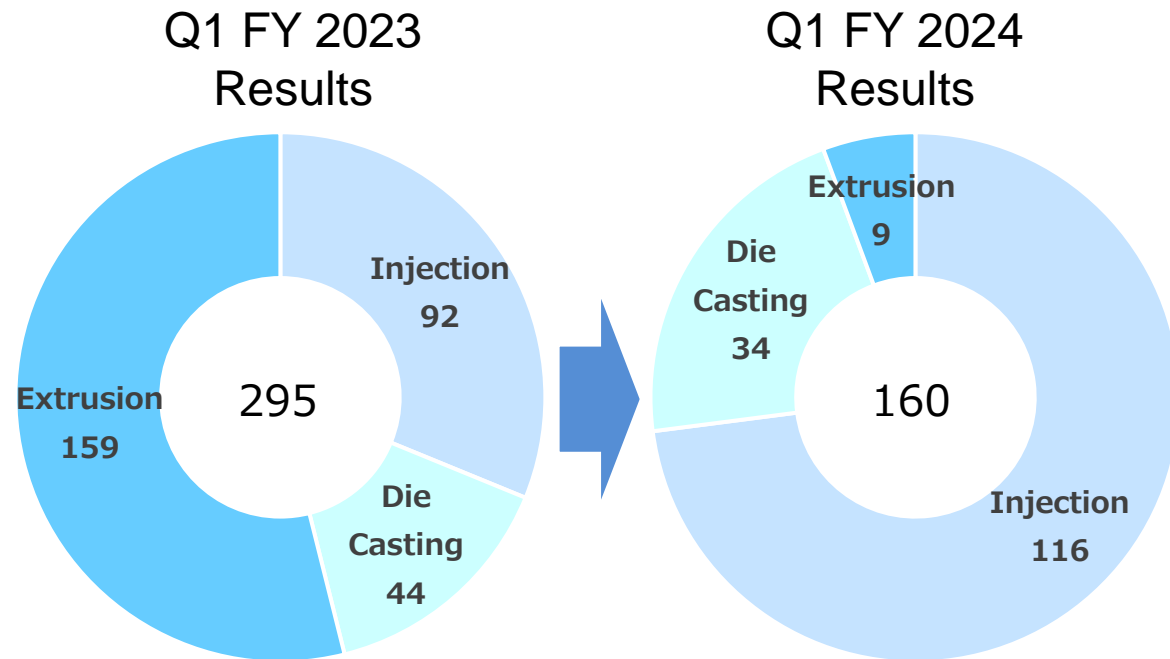 Q1 FY 2023
Results
Injection
92
Die
Casting
44
Extrusion
159
295
Q1 FY 2024
Results
Extrusion
9
Die
Casting
34
160
Injection
116